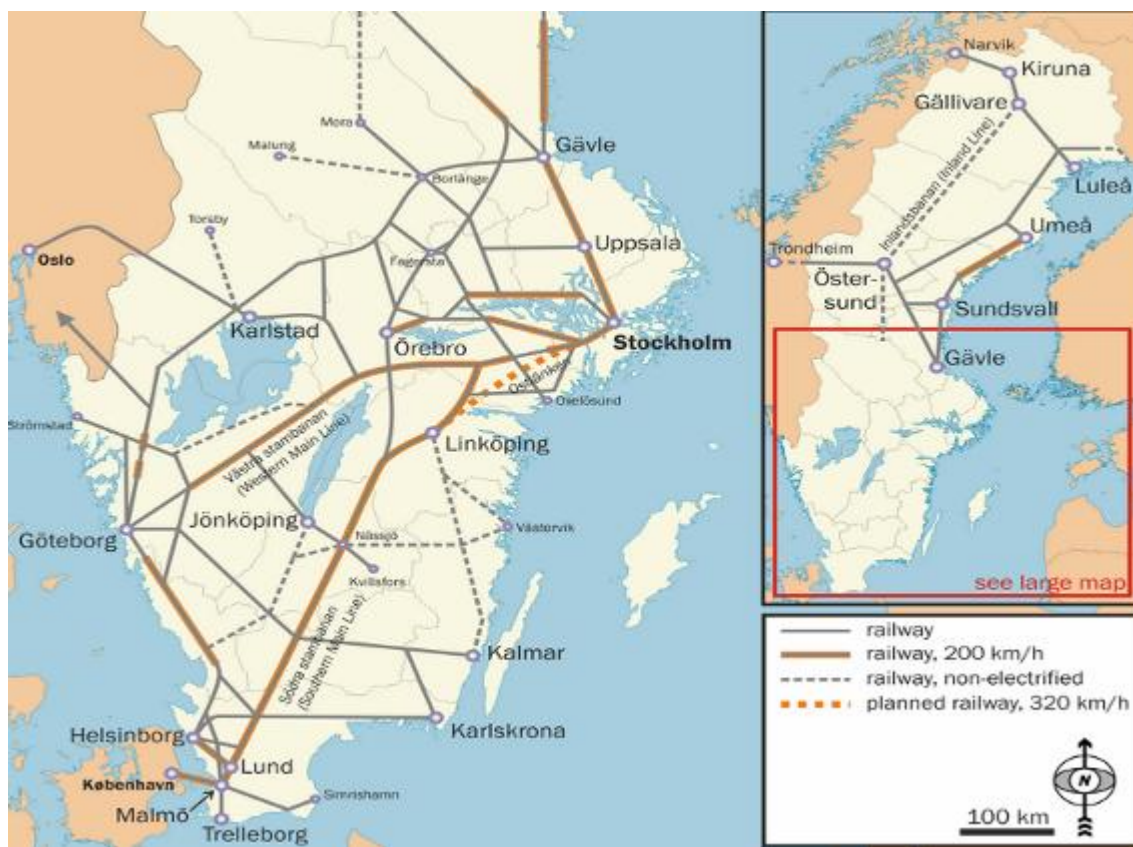 Mora
Malung
Borlänge
Gävle
Torsby
Oslo
Fagersta
Uppsala
Karlstad
Örebro
Stockholm
Ostlänken
Oxelösund
Strömstad
Västra stambanan
(Western Main Line)
Linköping
Jönköping
Göteborg
Nässjö
Västorvik
Kvillsfors
Södra stambanan
(Southern Main Line)
Kalmar
Karlskrona
Helsinborg
Lund
København
Malmö
Simrishamn
Trelleborg
Narvik
Kiruna
Gällivare
Inlandsbanan (Inland Line)
Luleå
Umeå
Trondheim
Öster-
sund
Sundsvall
Gävle
see large map
railway
railway, 200 km/h
railway, non-electrified
planned railway, 320 km/h
N
100 km